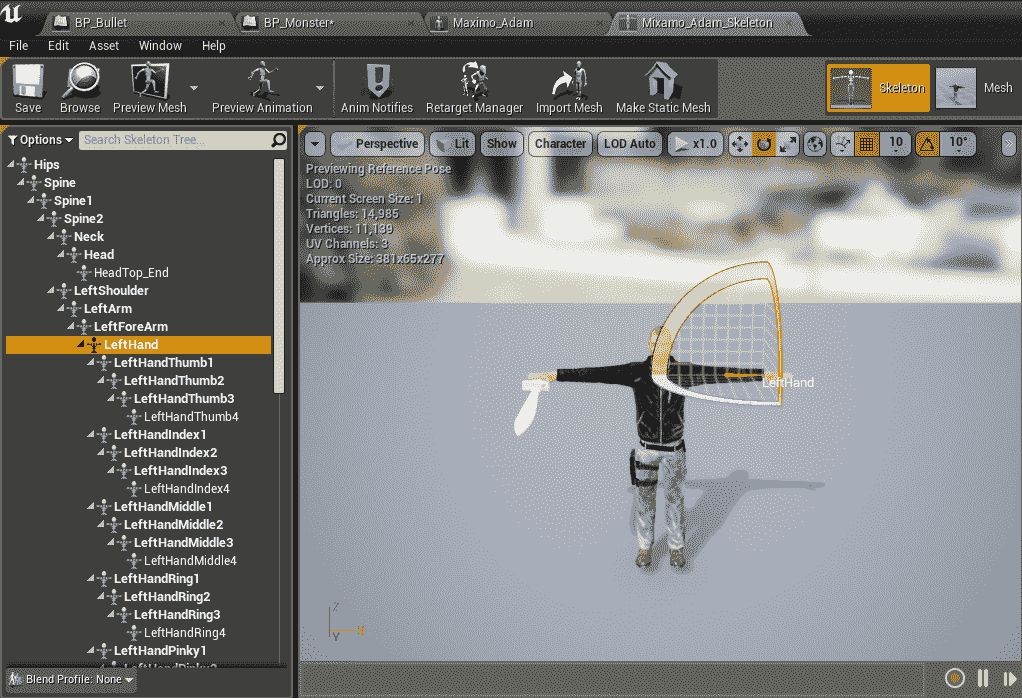 BP_Bullet
BP_Monster*
Maximo_Adam
Mixamo_Adam_Skeleton
File Edit Asset Window Help
Save Browse Preview Mesh Preview Animation Anim Notifies Retarget Manager Import Mesh Make Static Mesh Skeleton Mesh
Options Search Skeleton Tree...
Perspective Lit Show Character LOD Auto x1.0 10 10°
Hips
Spine
Spine1
Spine2
Neck
Head
HeadTop_End
LeftShoulder
LeftArm
LeftForeArm
LeftHand
LeftHandThumb1
LeftHandThumb2
LeftHandThumb3
LeftHandThumb4
LeftHandIndex1
LeftHandIndex2
LeftHandIndex3
LeftHandIndex4
LeftHandMiddle1
LeftHandMiddle2
LeftHandMiddle3
LeftHandMiddle4
LeftHandRing1
LeftHandRing2
LeftHandRing3
LeftHandRing4
LeftHandPinky1
Blend Profile: None
Previewing Reference Pose
LOD: 0
Current Screen Size: 1
Triangles: 14,985
Vertices: 11,139
UV Channels: 3
Approx Size: 381x65x277
LeftHand
Z
Y